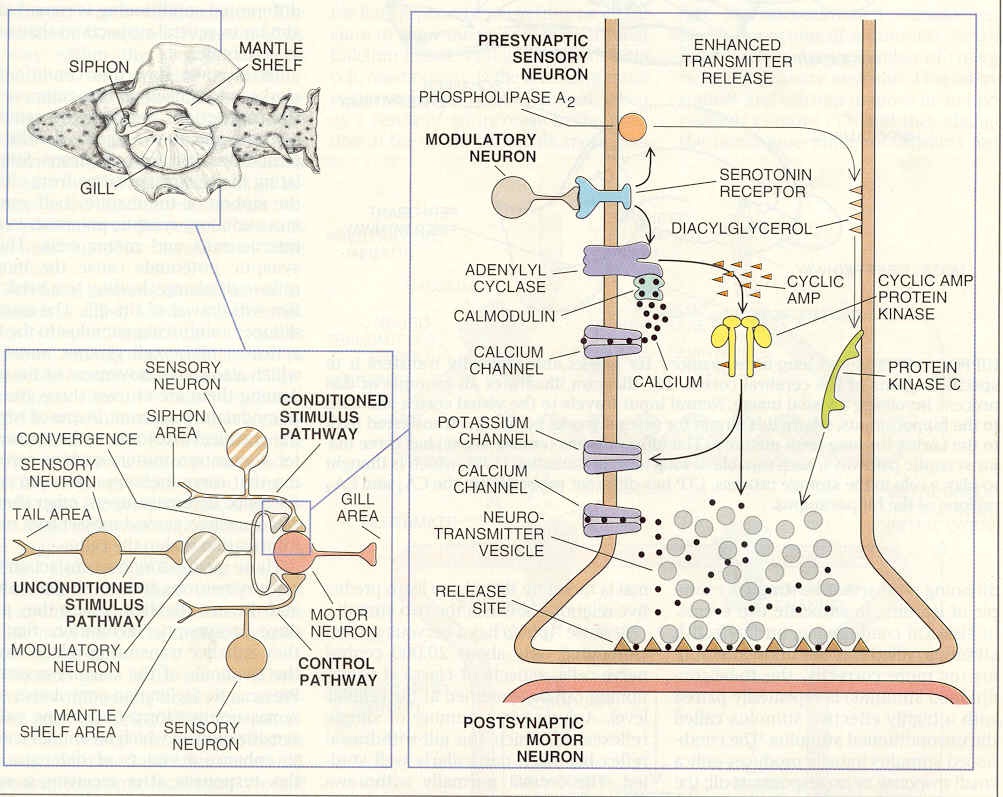 SIPHON
MANTLE
SHELF
GILL
SENSORY
NEURON
SIPHON
AREA
CONDITIONED
STIMULUS
PATHWAY
CONVERGENCE
SENSORY
NEURON
GILL
AREA
TAIL AREA
UNCONDITIONED
STIMULUS
PATHWAY
MOTOR
NEURON
MODULATORY
NEURON
CONTROL
PATHWAY
MANTLE
SHELF AREA
SENSORY
NEURON
PRESYNAPTIC
SENSORY
NEURON
ENHANCED
TRANSMITTER
RELEASE
PHOSPHOLIPASE A2
MODULATORY
NEURON
SEROTONIN
RECEPTOR
DIACYLGLYCEROL
ADENYLYL
CYCLASE
CYCLIC
AMP
CYCLIC AMP
PROTEIN
KINASE
CALMODULIN
CALCIUM
CHANNEL
CALCIUM
PROTEIN
KINASE C
POTASSIUM
CHANNEL
CALCIUM
CHANNEL
NEURO-
TRANSMITTER
VESICLE
RELEASE
SITE
POSTSYNAPTIC
MOTOR
NEURON